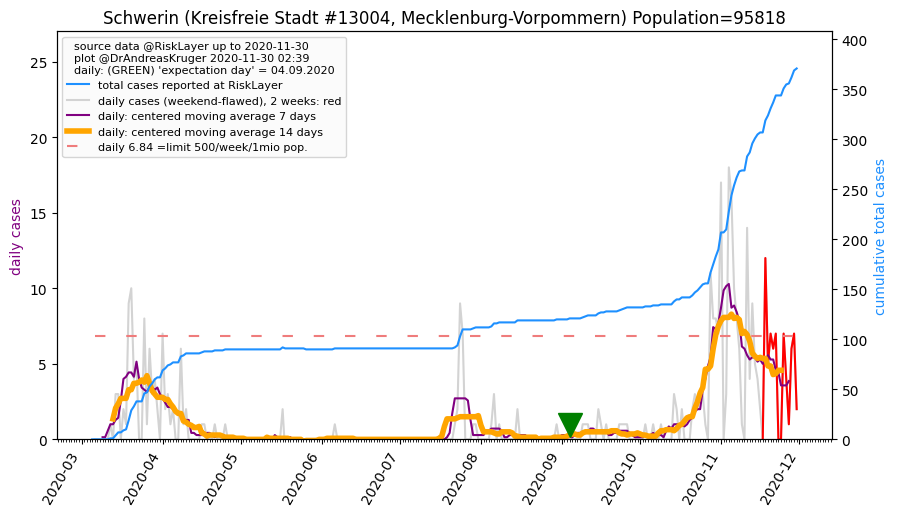 Schwerin (Kreisfreie Stadt #13004, Mecklenburg-Vorpommern) Population=95818
source data @RiskLayer up to 2020-11-30
plot @DrAndreasKruger 2020-11-30 02:39
daily: (GREEN) 'expectation day' = 04.09.2020
total cases reported at RiskLayer
daily cases (weekend-flawed), 2 weeks: red
daily: centered moving average 7 days
daily: centered moving average 14 days
daily 6.84 =limit 500/week/1mio pop.
daily cases
25
20
15
10
5
0
cumulative total cases
400
350
300
250
200
150
100
50
0
2020-03
2020-04
2020-05
2020-06
2020-07
2020-08
2020-09
2020-10
2020-11
2020-12